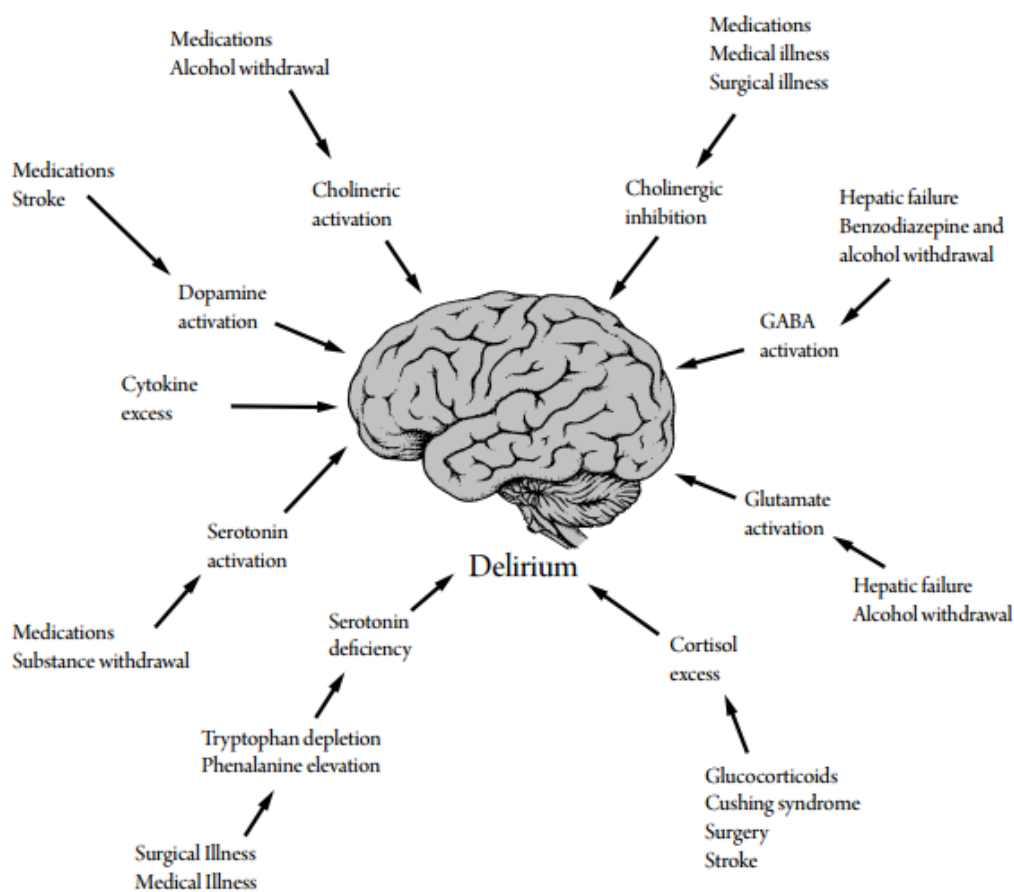 Medications
Alcohol withdrawal
Medications
Medical illness
Surgical illness
Medications
Stroke
Cholineric
activation
Cholinergic
inhibition
Hepatic failure
Benzodiazepine and
alcohol withdrawal
Dopamine
activation
GABA
activation
Cytokine
excess
Serotonin
activation
Glutamate
activation
Delirium
Hepatic failure
Alcohol withdrawal
Medications
Substance withdrawal
Serotonin
deficiency
Cortisol
excess
Tryptophan depletion
Phenalanine elevation
Glucocorticoids
Cushing syndrome
Surgery
Stroke
Surgical Illness
Medical Illness